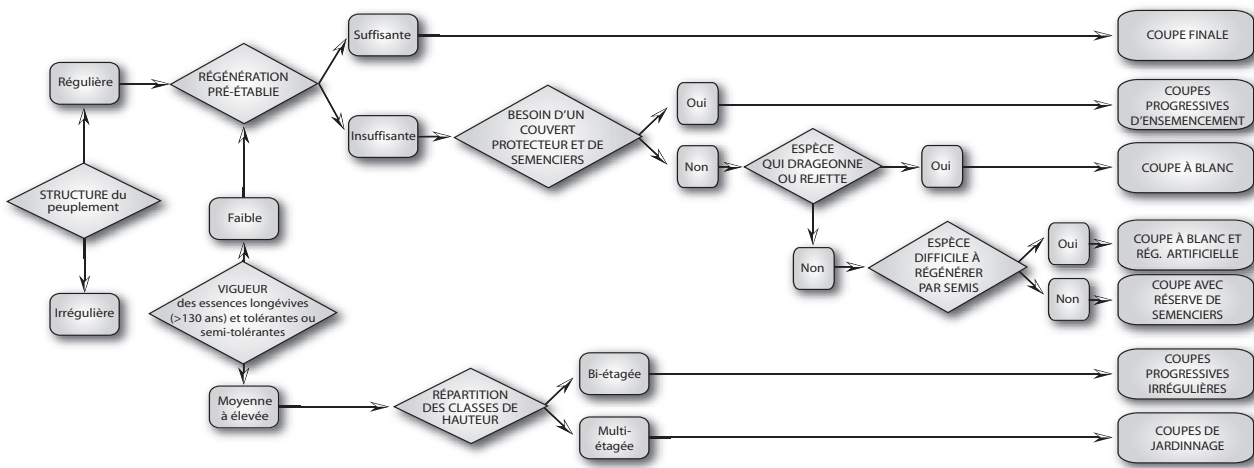 Suffisante
COUPE FINALE
Régulière
RÉGÉNÉRATION
PRÉ-ÉTABLIE
Insuffisante
BESOIN D'UN
COUVERT
PROTECTEUR ET DE
SEMENCIERS
Oui
COUPES
PROGRESSIVES
D'ENSEMENCEMENT
Non
ESPÈCE
QUI DRAGEONNE
OU REJETTE
Oui
COUPE À BLANC
STRUCTURE du
peuplement
Faible
Non
ESPÈCE
DIFFICILE À
RÉGÉNÉRER
PAR SEMIS
Oui
COUPE À BLANC ET
RÉG. ARTIFICIELLE
Non
COUPE AVEC
RÉSERVE DE
SEMENCIERS
Irrégulière
VIGUEUR
des essences longévives
(>130 ans) et tolérantes ou
semi-tolérantes
Moyenne
à élevée
RÉPARTITION
DES CLASSES DE
HAUTEUR
Bi-étagée
COUPES
PROGRESSIVES
IRRÉGULIÈRES
Multi-
étagée
COUPES DE
JARDINNAGE